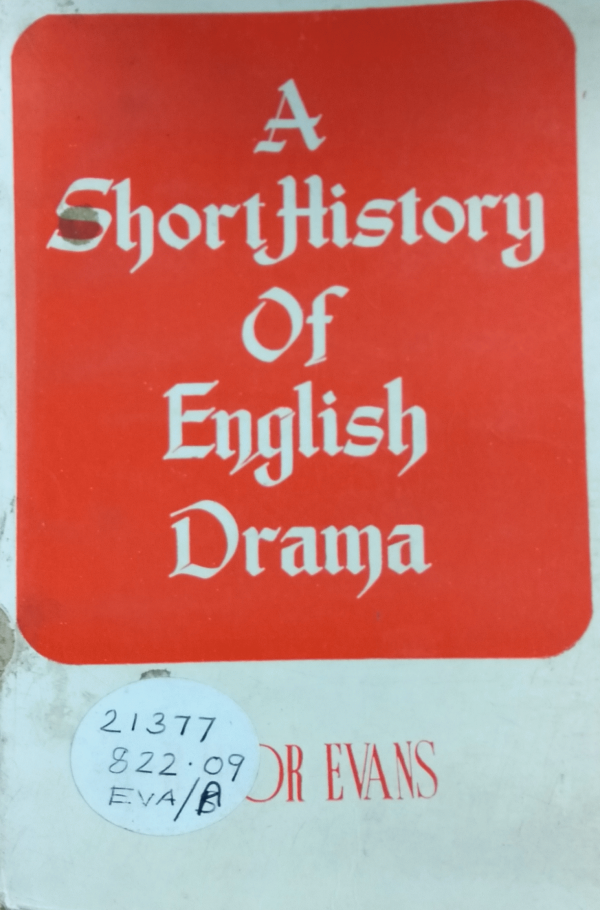 A
Short History
Of
English
Drama
OR EVANS
21377
822.09
EVA/